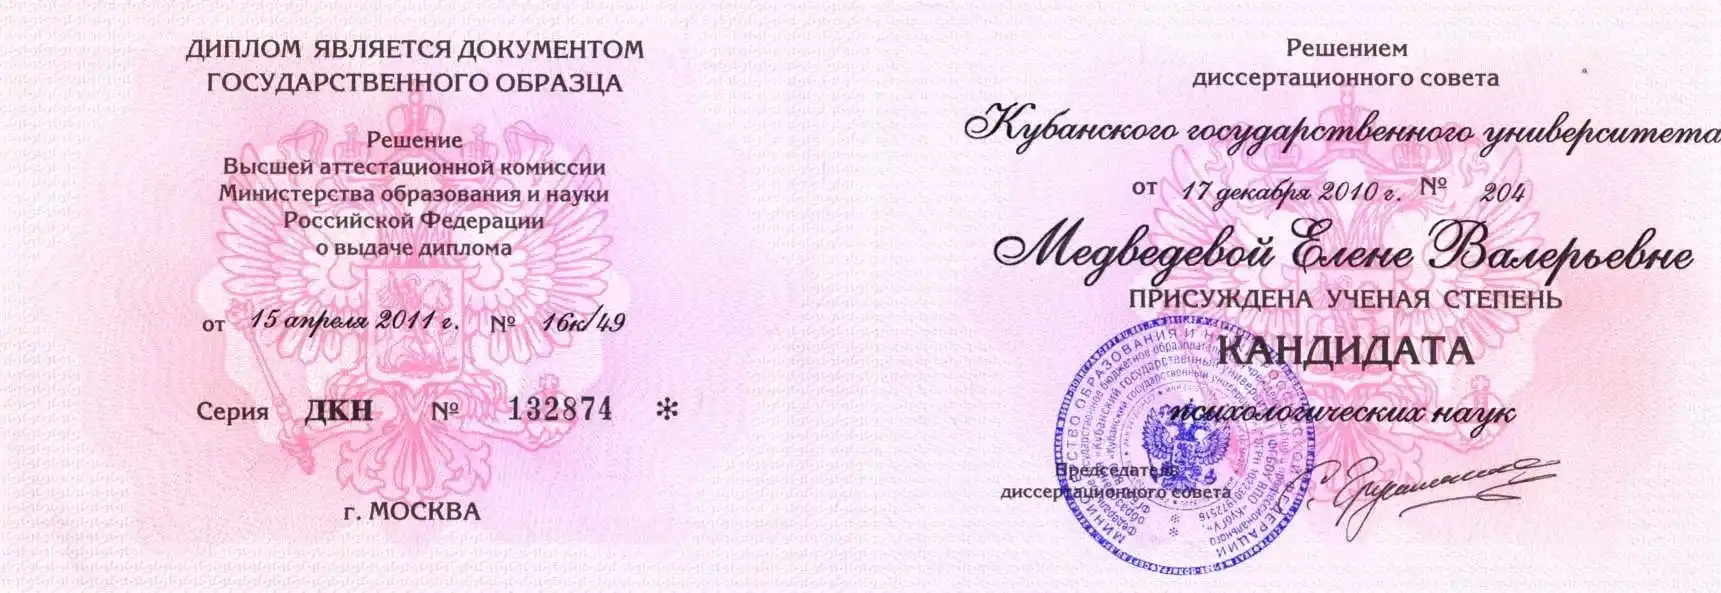 ДИПЛОМ ЯВЛЯЕТСЯ ДОКУМЕНТОМ
ГОСУДАРСТВЕННОГО ОБРАЗЦА
Решение
Высшей аттестационной комиссии
Министерства образования и науки
Российской Федерации
о выдаче диплома
от 15 апреля 2011 г. № 16к/49
Серия ДКН № 132874 *
г. МОСКВА
Решением
диссертационного совета
Кубанского государственного университета
от 17 декабря 2010 г. № 204
Медведевой Елене Валерьевне
ПРИСУЖДЕНА УЧЕНАЯ СТЕПЕНЬ
КАНДИДАТА
психологических наук
Председатель
диссертационного совета